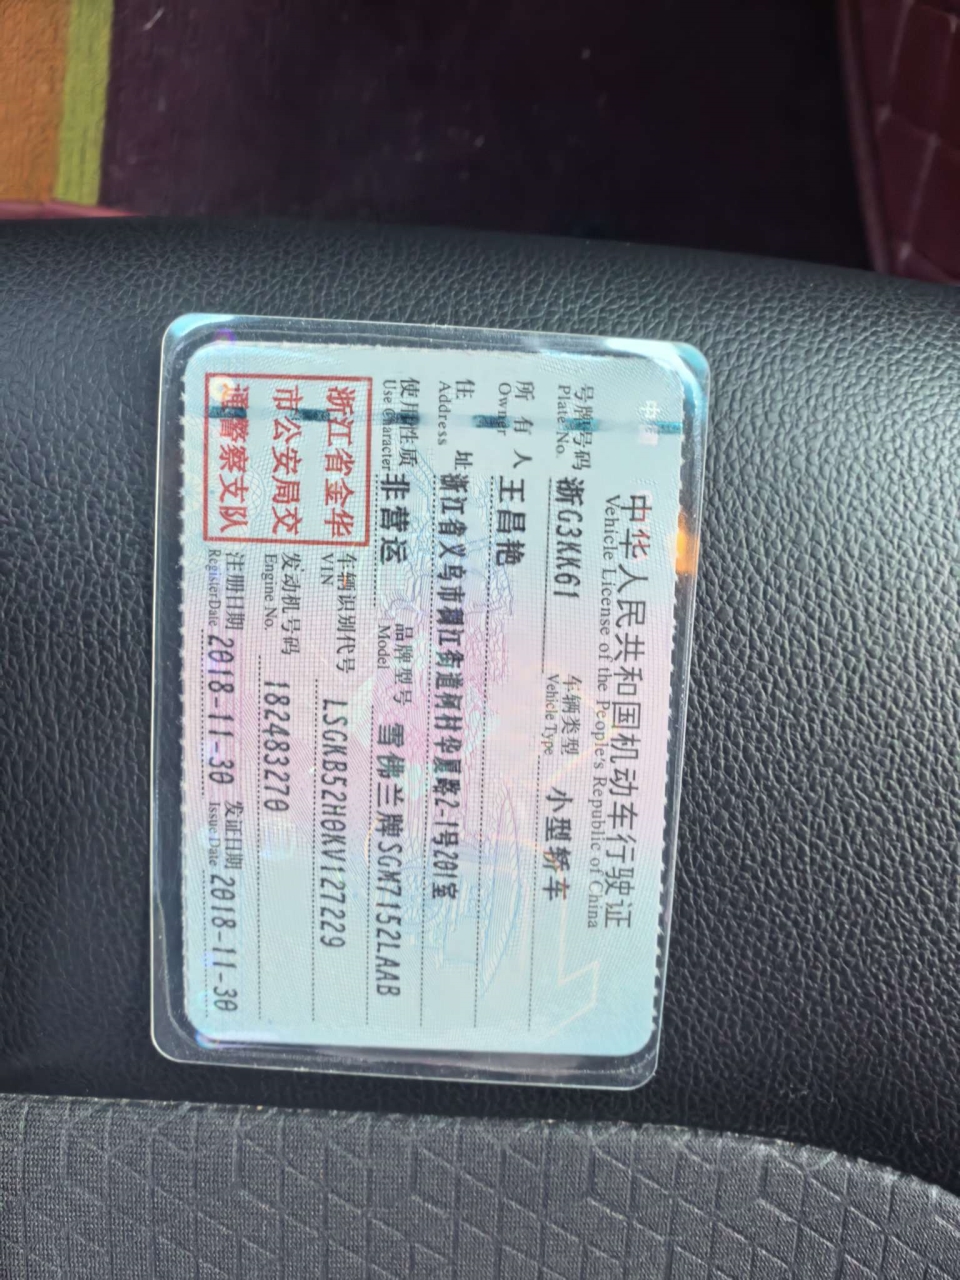 中华人民共和国机动车行驶证
Vehicle License of the People's Republic of China
号牌号码 浙G3KK61 车辆类型 小型轿车
Plate No. Vehicle Type
所有人 王昌艳
Owner
住址 浙江省义乌市稠江街道柯村华厦路2-1号201室
Address
使用性质 非营运 品牌型号 雪佛兰牌SGM7152LAAB
Use Character Model
浙江省金华
市公安局交
通警察支队
车辆识别代号 LSGKB52H0KV127229
VIN
发动机号码 182483270
Engine No.
注册日期 2018-11-30 发证日期 2018-11-30
Register Date Issue Date